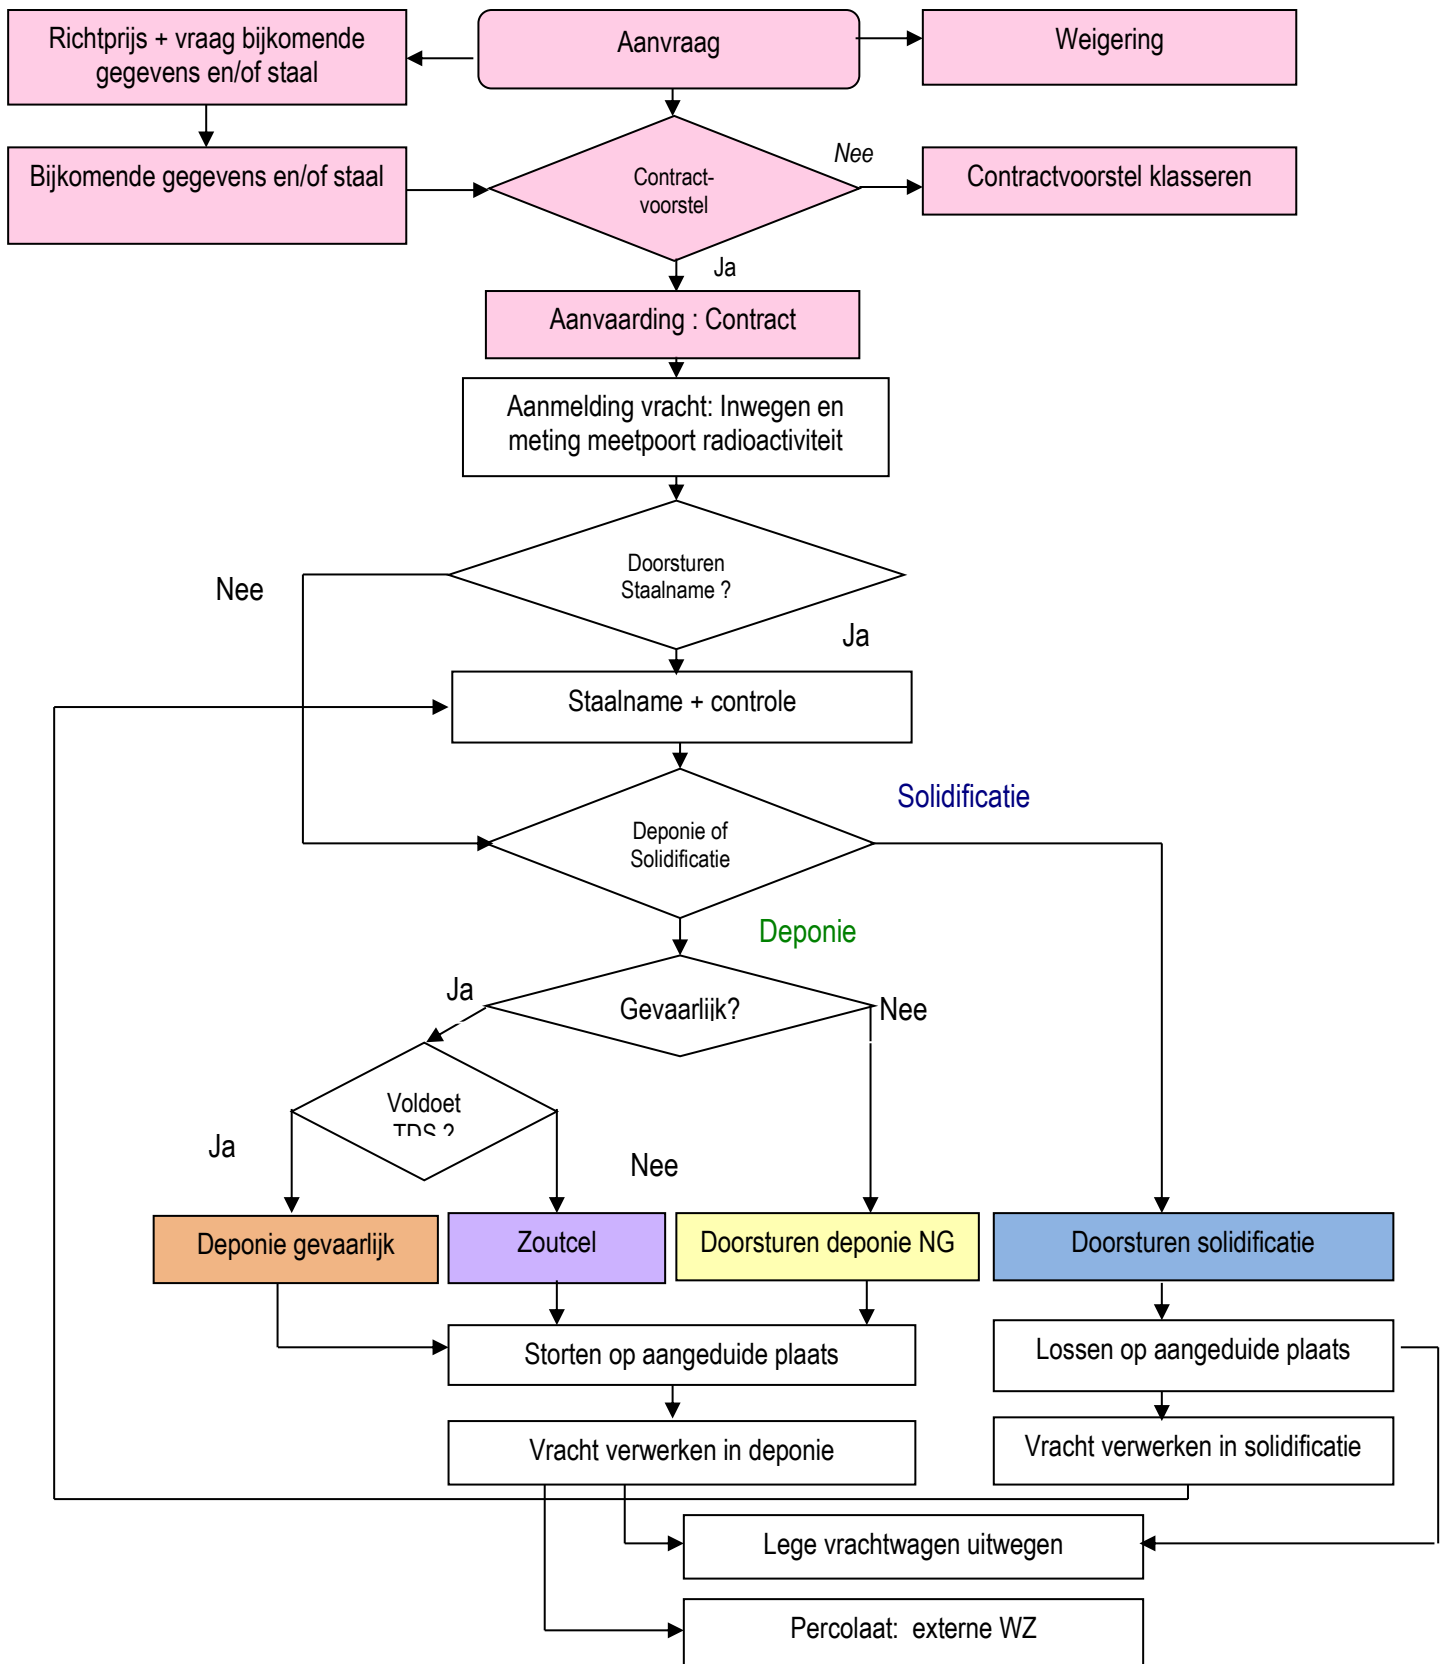 Richtprijs + vraag bijkomende
gegevens en/of staal
Aanvraag
Weigering
Bijkomende gegevens en/of staal
Contract-
voorstel
Nee
Contractvoorstel klasseren
Ja
Aanvaarding : Contract
Aanmelding vracht: Inwegen en
meting meetpoort radioactiviteit
Doorsturen
Staalname ?
Nee
Ja
Staalname + controle
Solidificatie
Deponie of
Solidificatie
Deponie
Ja
Gevaarlijk?
Nee
Voldoet
TDS ?
Ja
Nee
Deponie gevaarlijk
Zoutcel
Doorsturen deponie NG
Doorsturen solidificatie
Storten op aangeduide plaats
Lossen op aangeduide plaats
Vracht verwerken in deponie
Vracht verwerken in solidificatie
Lege vrachtwagen uitwegen
Percolaat:  externe WZ